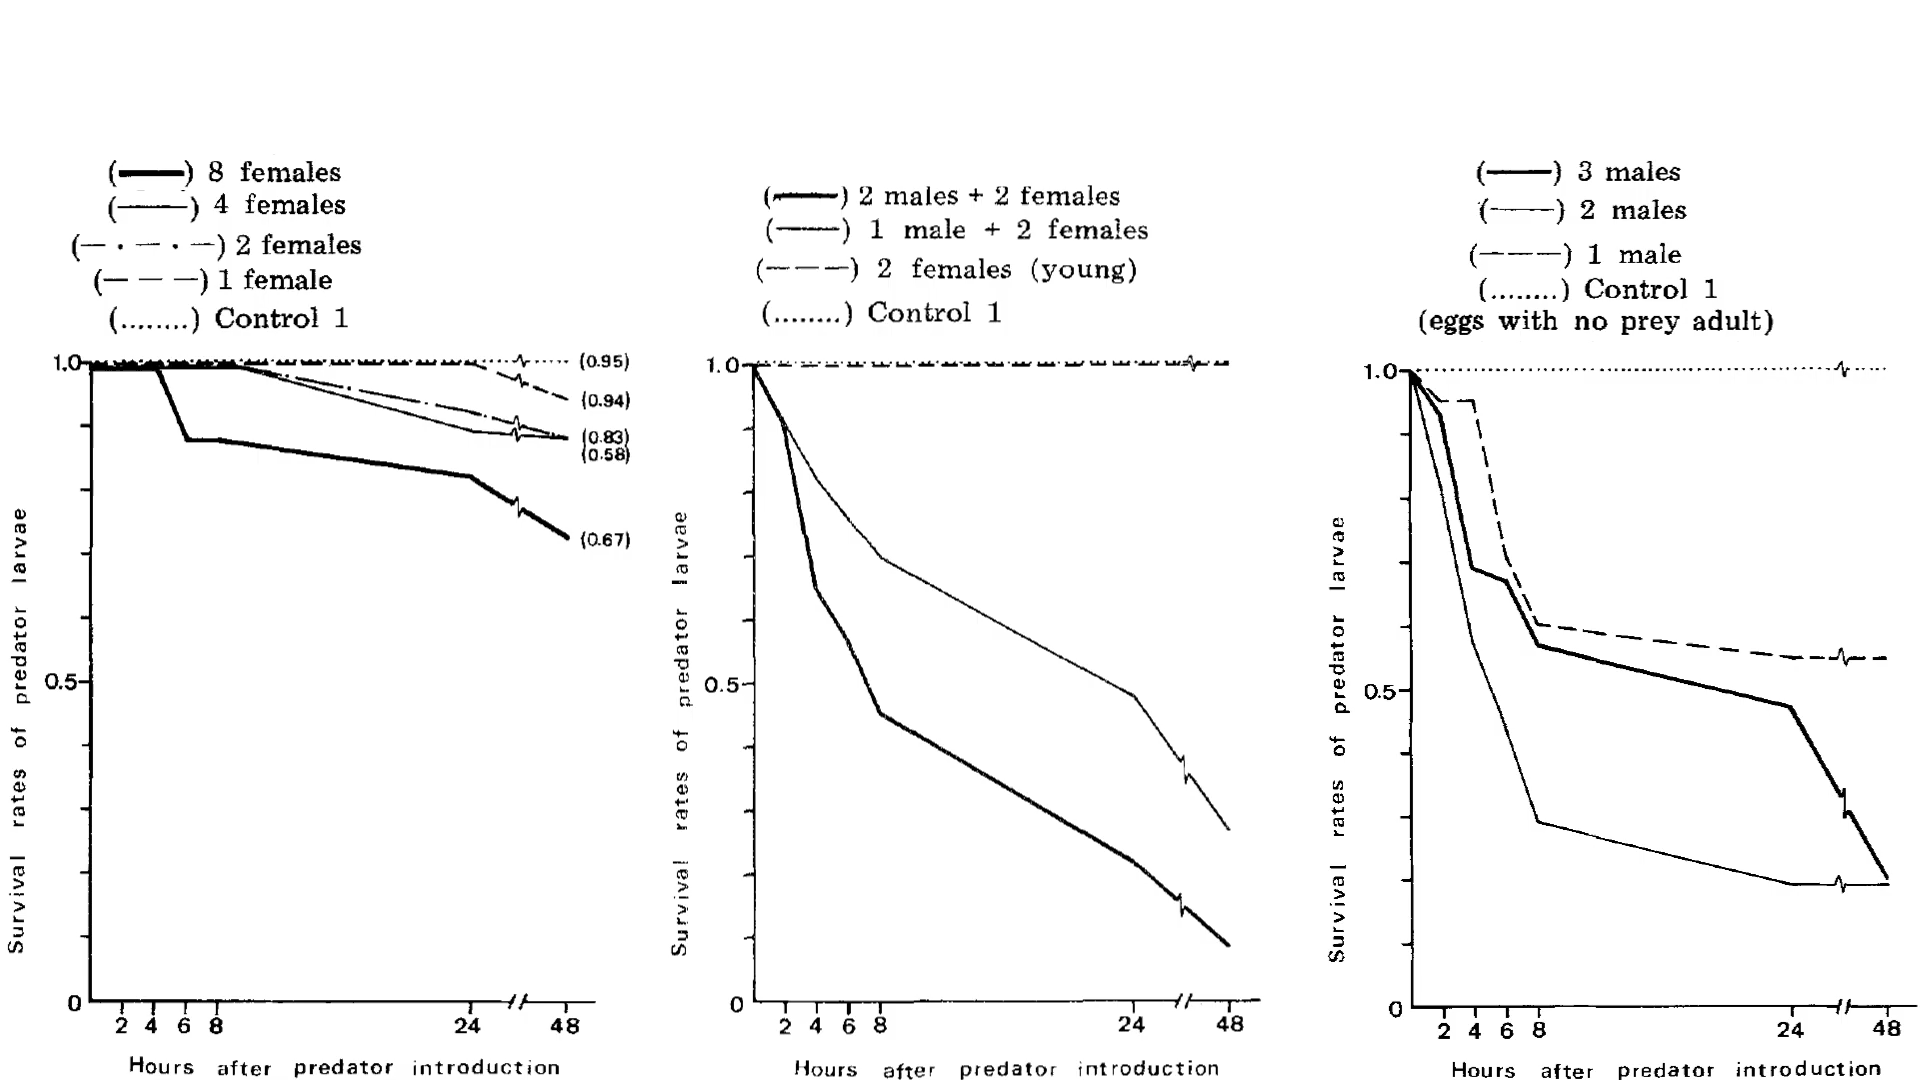 (———) 8 females
(———) 4 females
(— · — · —) 2 females
(— — —) 1 female
(........) Control 1
1.0
0.5
0
(0.95)
(0.94)
(0.83)
(0.58)
(0.67)
2 4 6 8 24 48
Hours after predator introduction
Survival rates of predator larvae
(———) 2 males + 2 females
(———) 1 male + 2 females
(———) 2 females (young)
(........) Control 1
1.0
0.5
0
2 4 6 8 24 48
Hours after predator introduction
Survival rates of predator larvae
(———) 3 males
(———) 2 males
(————) 1 male
(........) Control 1
(eggs with no prey adult)
1.0
0.5
0
2 4 6 8 24 48
Hours after predator introduction
Survival rates of predator larvae